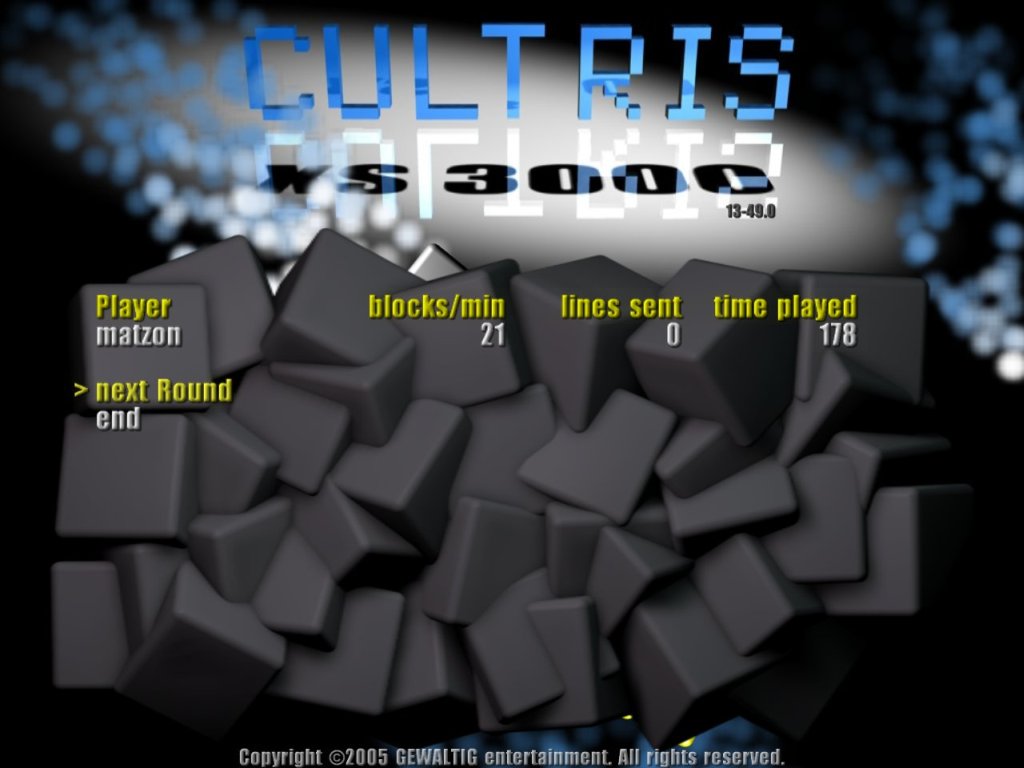 CULTRIS
WS 3000
13-49.0
Player blocks/min lines sent time played
matzon 21 0 178
> next Round
end
Copyright ©2005 GEWALTIG entertainment. All rights reserved.